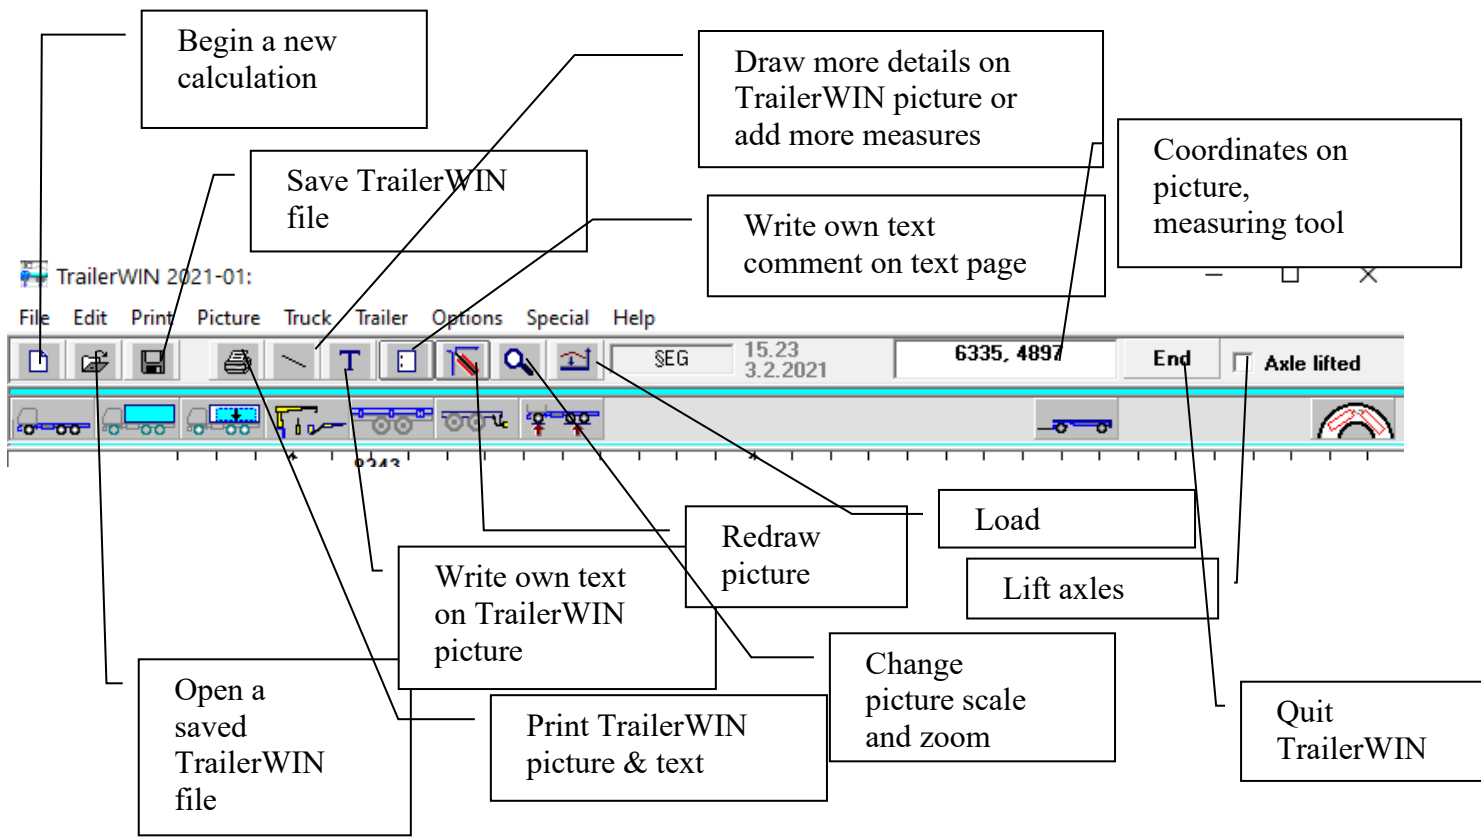 Begin a new
calculation
Draw more details on
TrailerWIN picture or
add more measures
Coordinates on
picture,
measuring tool
Save TrailerWIN
file
Write own text
comment on text page
TrailerWIN 2021-01:
File Edit Print Picture Truck Trailer Options Special Help
T
§EG
15.23
3.2.2021
6335, 4897
End
Axle lifted
8243
Load
Redraw
picture
Lift axles
Write own text
on TrailerWIN
picture
Change
picture scale
and zoom
Open a
saved
TrailerWIN
file
Print TrailerWIN
picture & text
Quit
TrailerWIN